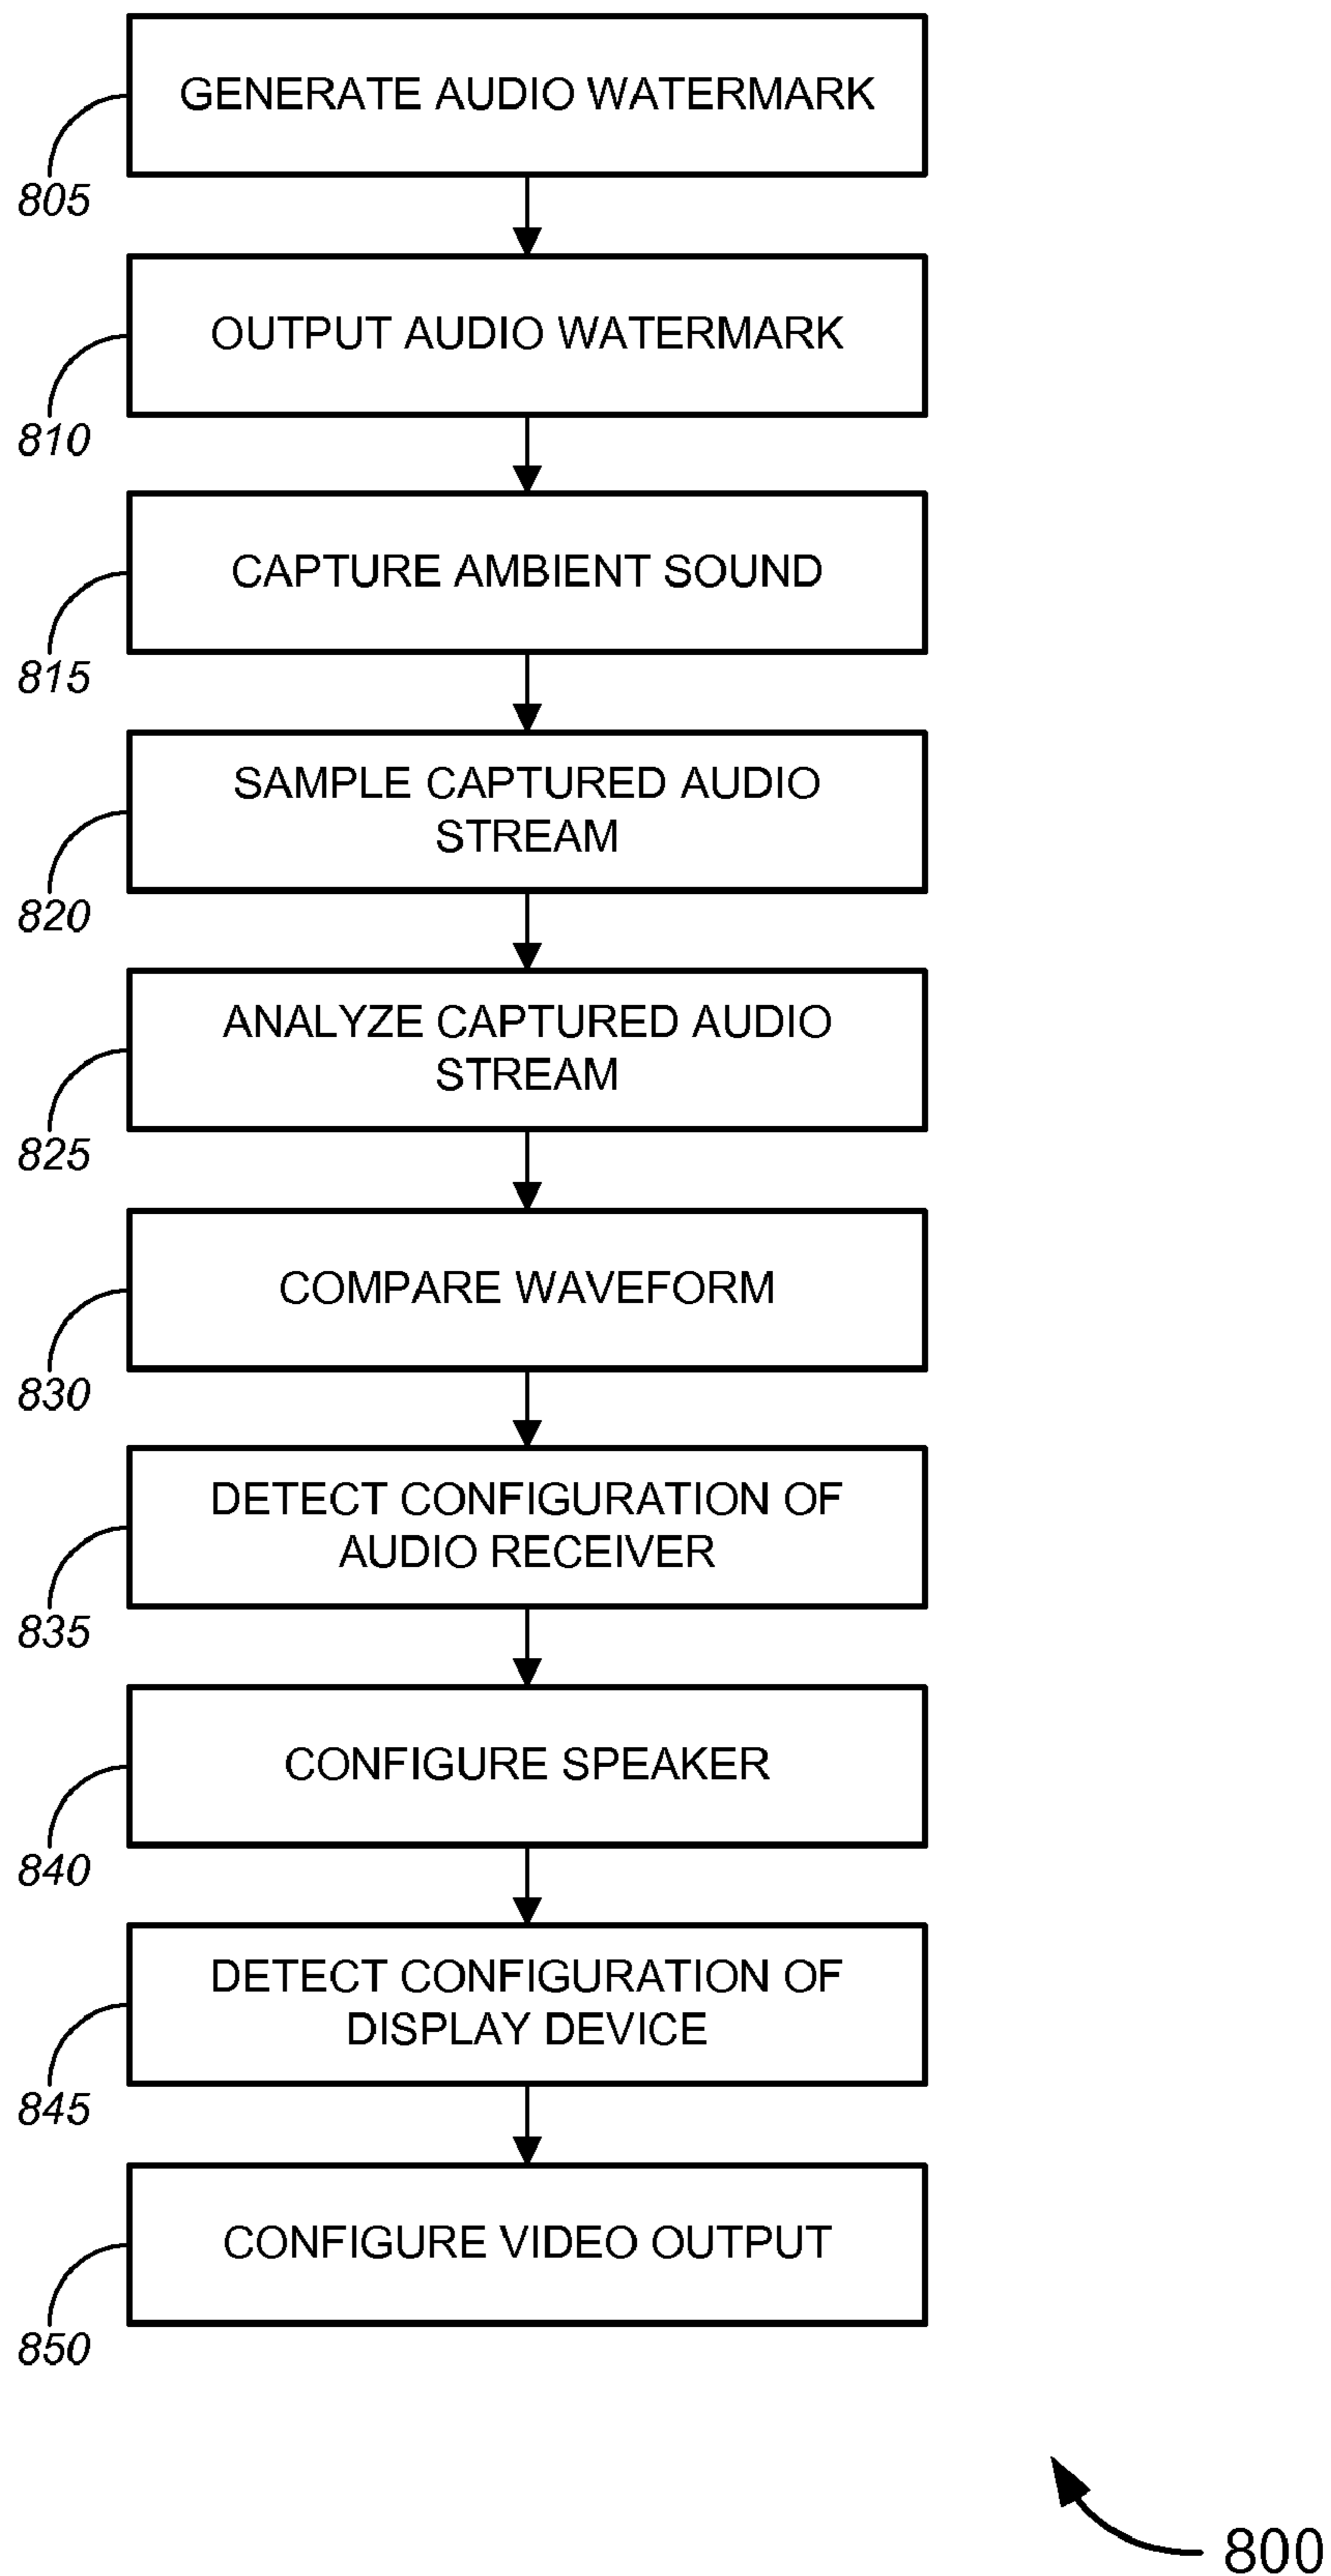 GENERATE AUDIO WATERMARK
805
OUTPUT AUDIO WATERMARK
810
CAPTURE AMBIENT SOUND
815
SAMPLE CAPTURED AUDIO
STREAM
820
ANALYZE CAPTURED AUDIO
STREAM
825
COMPARE WAVEFORM
830
DETECT CONFIGURATION OF
AUDIO RECEIVER
835
CONFIGURE SPEAKER
840
DETECT CONFIGURATION OF
DISPLAY DEVICE
845
CONFIGURE VIDEO OUTPUT
850
800